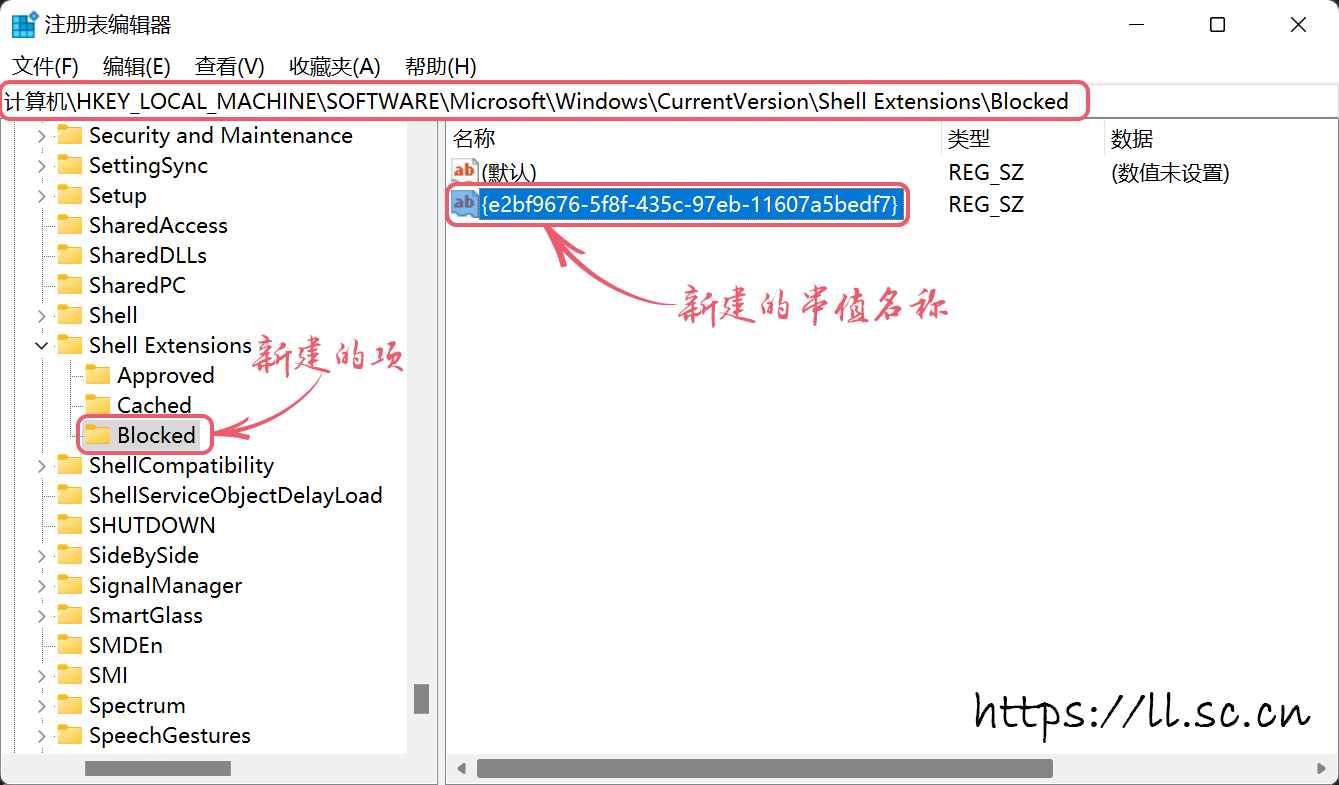 注册表编辑器
文件(F) 编辑(E) 查看(V) 收藏夹(A) 帮助(H)
计算机\HKEY_LOCAL_MACHINE\SOFTWARE\Microsoft\Windows\CurrentVersion\Shell Extensions\Blocked
Security and Maintenance
SettingSync
Setup
SharedAccess
SharedDLLs
SharedPC
Shell
Shell Extensions
新建的项
Approved
Cached
Blocked
ShellCompatibility
ShellServiceObjectDelayLoad
SHUTDOWN
SideBySide
SignalManager
SmartGlass
SMDEn
SMI
Spectrum
SpeechGestures
名称 类型 数据
ab (默认) REG_SZ (数值未设置)
ab {e2bf9676-5f8f-435c-97eb-11607a5bedf7} REG_SZ
新建的串值名称
https://ll.sc.cn